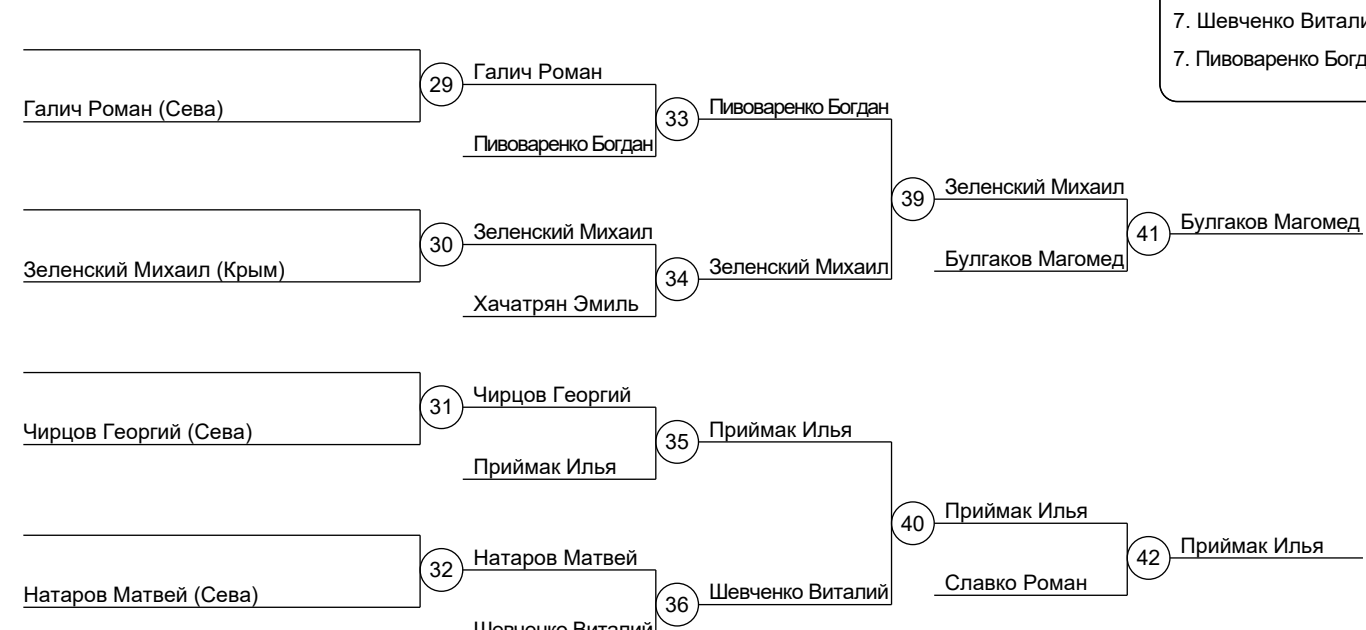 7. Шевченко
7. Пивоваренко
29
Галич Роман
Галич Роман (Сева)
33
Пивоваренко Богдан
Пивоваренко Богдан
39
Зеленский Михаил
30
Зеленский Михаил
Зеленский Михаил (Крым)
34
Зеленский Михаил
Хачатрян Эмиль
Булгаков Магомед
41
Булгаков Магомед
31
Чирцов Георгий
Чирцов Георгий (Сева)
35
Приймак Илья
Приймак Илья
40
Приймак Илья
32
Натаров Матвей
Натаров Матвей (Сева)
36
Шевченко Виталий
Шевченко Виталий
Славко Роман
42
Приймак Илья